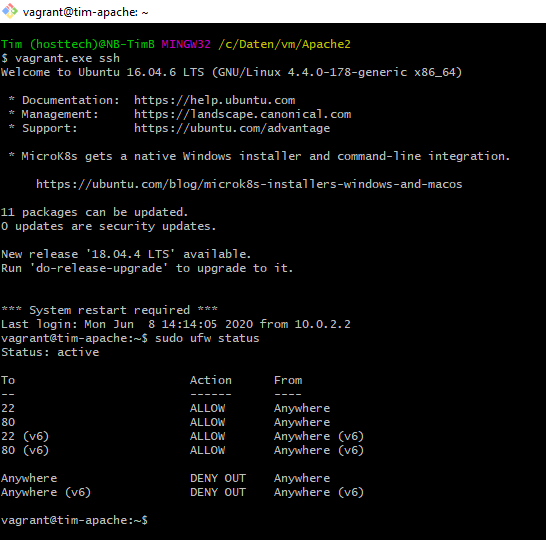 vagrant@tim-apache: ~
Tim (hosttech)@NB-TimB MINGW32 /c/Daten/vm/Apache2
$ vagrant.exe ssh
Welcome to Ubuntu 16.04.6 LTS (GNU/Linux 4.4.0-178-generic x86_64)
* Documentation:  https://help.ubuntu.com
* Management:     https://landscape.canonical.com
* Support:        https://ubuntu.com/advantage
* MicroK8s gets a native Windows installer and command-line integration.
https://ubuntu.com/blog/microk8s-installers-windows-and-macos
11 packages can be updated.
0 updates are security updates.
New release '18.04.4 LTS' available.
Run 'do-release-upgrade' to upgrade to it.
*** System restart required ***
Last login: Mon Jun  8 14:14:05 2020 from 10.0.2.2
vagrant@tim-apache:~$ sudo ufw status
Status: active
To                         Action      From
--                         ------      ----
22                         ALLOW       Anywhere
80                         ALLOW       Anywhere
22 (v6)                    ALLOW       Anywhere (v6)
80 (v6)                    ALLOW       Anywhere (v6)
Anywhere                   DENY OUT    Anywhere
Anywhere (v6)              DENY OUT    Anywhere (v6)
vagrant@tim-apache:~$